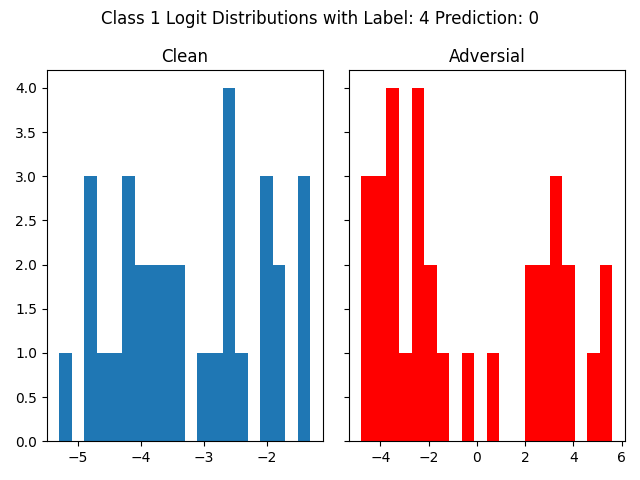 Class 1 Logit Distributions with Label: 4 Prediction: 0
Clean
Adversial
4.0
3.5
3.0
2.5
2.0
1.5
1.0
0.5
0.0
−5 −4 −3 −2
−4 −2 0 2 4 6